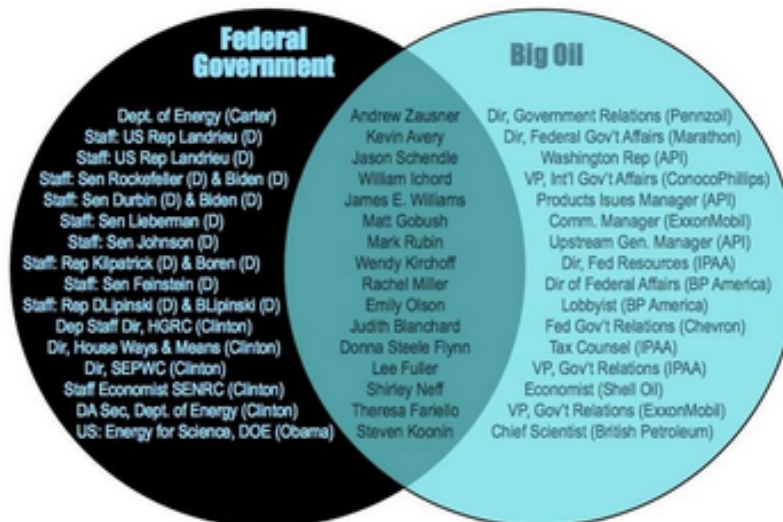 Federal
Government
Big Oil
Dept. of Energy (Carter) Andrew Zausner Dir, Government Relations (Pennzoil)
Staff: US Rep Landrieu (D) Kevin Avery Dir, Federal Gov't Affairs (Marathon)
Staff: US Rep Landrieu (D) Jason Schendle Washington Rep (API)
Staff: Sen Rockefeller (D) & Biden (D) William Ichord VP, Int'l Gov't Affairs (ConocoPhillips)
Staff: Sen Durbin (D) & Biden (D) James E. Williams Products Isues Manager (API)
Staff: Sen Lieberman (D) Matt Gobush Comm. Manager (ExxonMobil)
Staff: Sen Johnson (D) Mark Rubin Upstream Gen. Manager (API)
Staff: Rep Kilpatrick (D) & Boren (D) Wendy Kirchoff Dir, Fed Resources (IPAA)
Staff: Sen Feinstein (D) Rachel Miller Dir of Federal Affairs (BP America)
Staff: Rep DLipinski (D) & BLipinski (D) Emily Olson Lobbyist (BP America)
Dep Staff Dir, HGRC (Clinton) Judith Blanchard Fed Gov't Relations (Chevron)
Dir, House Ways & Means (Clinton) Donna Steele Flynn Tax Counsel (IPAA)
Dir, SEPWC (Clinton) Lee Fuller VP, Gov't Relations (IPAA)
Staff Economist SENRC (Clinton) Shirley Neff Economist (Shell Oil)
DA Sec, Dept. of Energy (Clinton) Theresa Fariello VP, Gov't Relations (ExxonMobil)
US: Energy for Science, DOE (Obama) Steven Koonin Chief Scientist (British Petroleum)